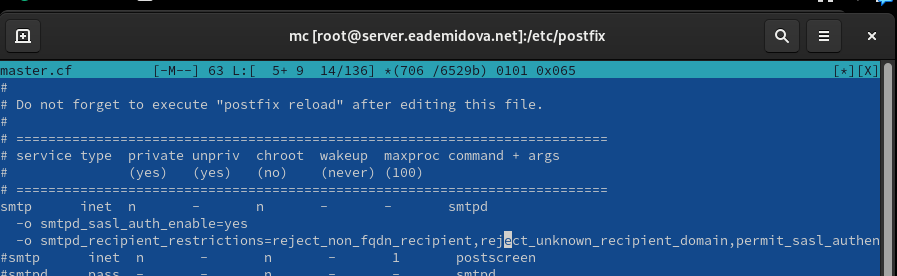 mc [root@server.eademidova.net]:/etc/postfix
master.cf          [-M--] 63 L:[  5+ 9  14/136] *(706 /6529b) 0101 0x065          [*][X]
#
# Do not forget to execute "postfix reload" after editing this file.
#
# ==========================================================================
# service type  private unpriv  chroot  wakeup  maxproc command + args
#               (yes)   (yes)   (no)    (never) (100)
# ==========================================================================
smtp      inet  n       -       n       -       -       smtpd
  -o smtpd_sasl_auth_enable=yes
  -o smtpd_recipient_restrictions=reject_non_fqdn_recipient,reject_unknown_recipient_domain,permit_sasl_authen
#smtp      inet  n       -       n       -       1       postscreen
#smtpd     pass  -       -       n       -       -       smtpd